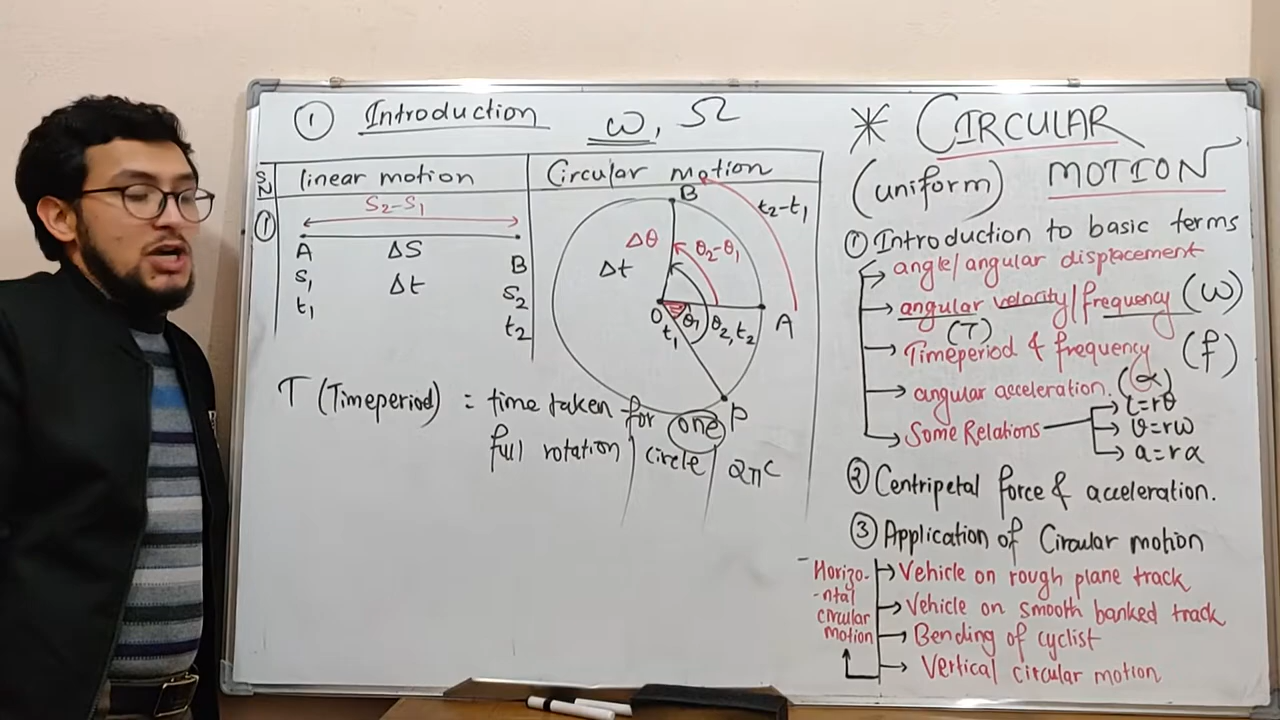 ① Introduction
ω, Ω
SN linear motion Circular motion
①
S₂-S₁
A ΔS B
S₁ Δt S₂
t₁ t₂
B
t₂-t₁
Δθ θ₂-θ₁
Δt
O θ₁ θ₂, t₂ A
t₁
P
T (Timeperiod) = time taken for one
full rotation / circle / 2πᶜ
* CIRCULAR
(uniform) MOTION
① Introduction to basic terms
→ angle/angular displacement
→ angular velocity/frequency (ω)
(T)
→ Timeperiod & frequency (f)
→ angular acceleration. (α)
→ Some Relations → l=rθ
→ v=rω
→ a=rα
② Centripetal force & acceleration.
③ Application of Circular motion
Horizo-
-ntal
circular
motion
→ Vehicle on rough plane track
→ Vehicle on smooth banked track
→ Bending of cyclist
→ Vertical circular motion